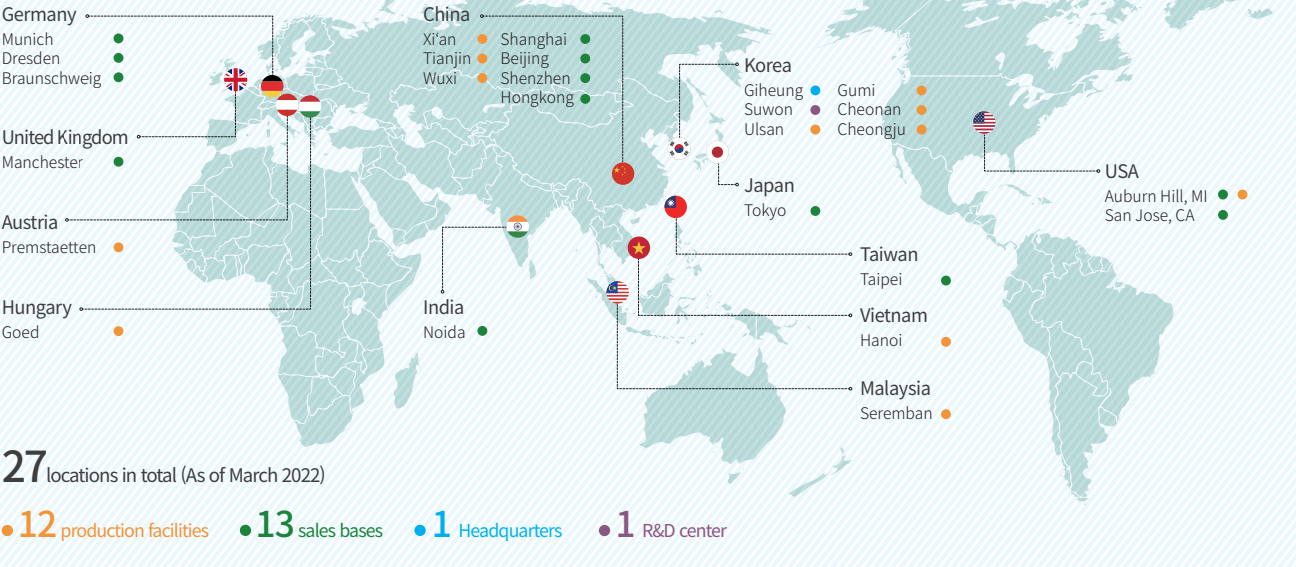 Germany
Munich
Dresden
Braunschweig
United Kingdom
Manchester
Austria
Premstaetten
Hungary
Goed
China
Xi‘an Shanghai
Tianjin Beijing
Wuxi Shenzhen
Hongkong
India
Noida
Korea
Giheung Gumi
Suwon Cheonan
Ulsan Cheongju
Japan
Tokyo
Taiwan
Taipei
Vietnam
Hanoi
Malaysia
Seremban
USA
Auburn Hill, MI
San Jose, CA
27 locations in total (As of March 2022)
12 production facilities 13 sales bases 1 Headquarters 1 R&D center